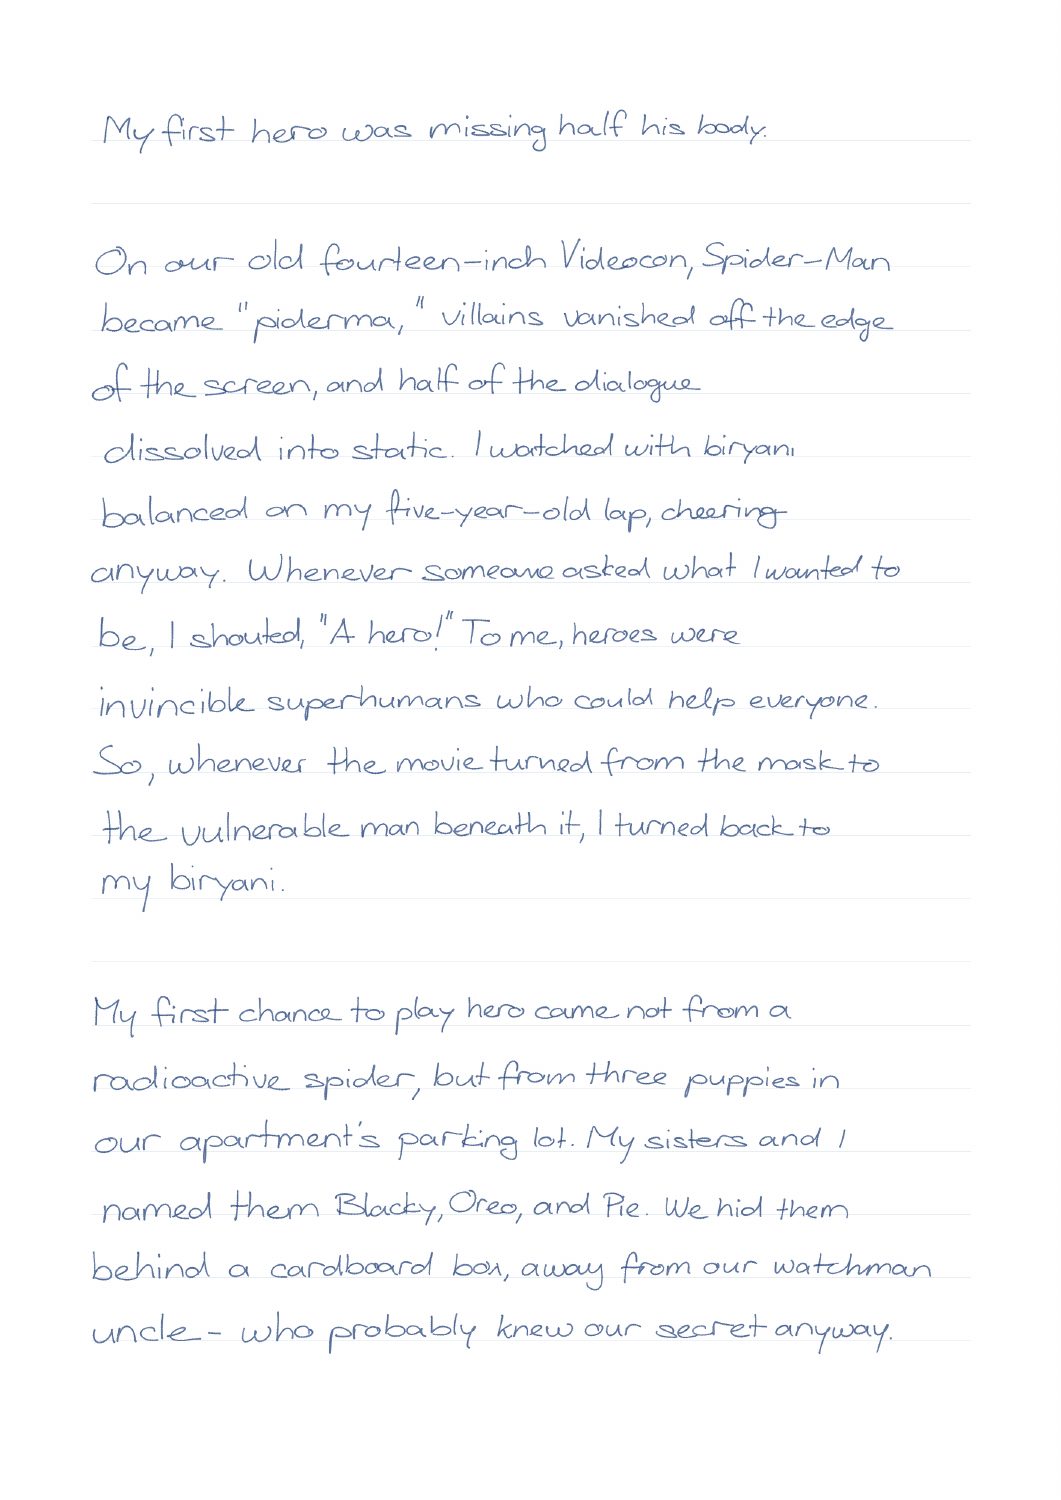 My first hero was missing half his body.
On our old fourteen-inch Videocon, Spider-Man
became "piderma," villains vanished off the edge
of the screen, and half of the dialogue
dissolved into static. I watched with biryani
balanced on my five-year-old lap, cheering
anyway. Whenever someone asked what I wanted to
be, I shouted, "A hero!" To me, heroes were
invincible superhumans who could help everyone.
So, whenever the movie turned from the mask to
the vulnerable man beneath it, I turned back to
my biryani.
My first chance to play hero came not from a
radioactive spider, but from three puppies in
our apartment's parking lot. My sisters and I
named them Blacky, Oreo, and Pie. We hid them
behind a cardboard box, away from our watchman
uncle- who probably knew our secret anyway.